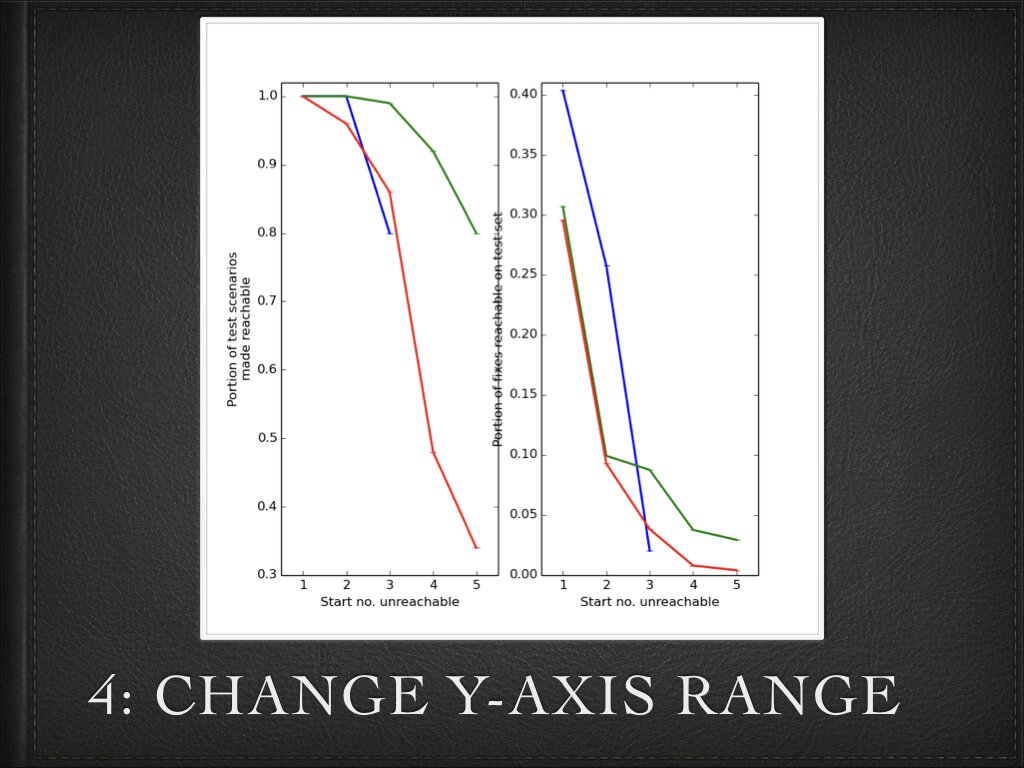 1.0
0.9
0.8
0.7
0.6
0.5
0.4
0.3
Portion of test scenarios
made reachable
1 2 3 4 5
Start no. unreachable
0.40
0.35
0.30
0.25
0.20
0.15
0.10
0.05
0.00
Portion of fixes reachable on test set
1 2 3 4 5
Start no. unreachable
4: CHANGE Y-AXIS RANGE